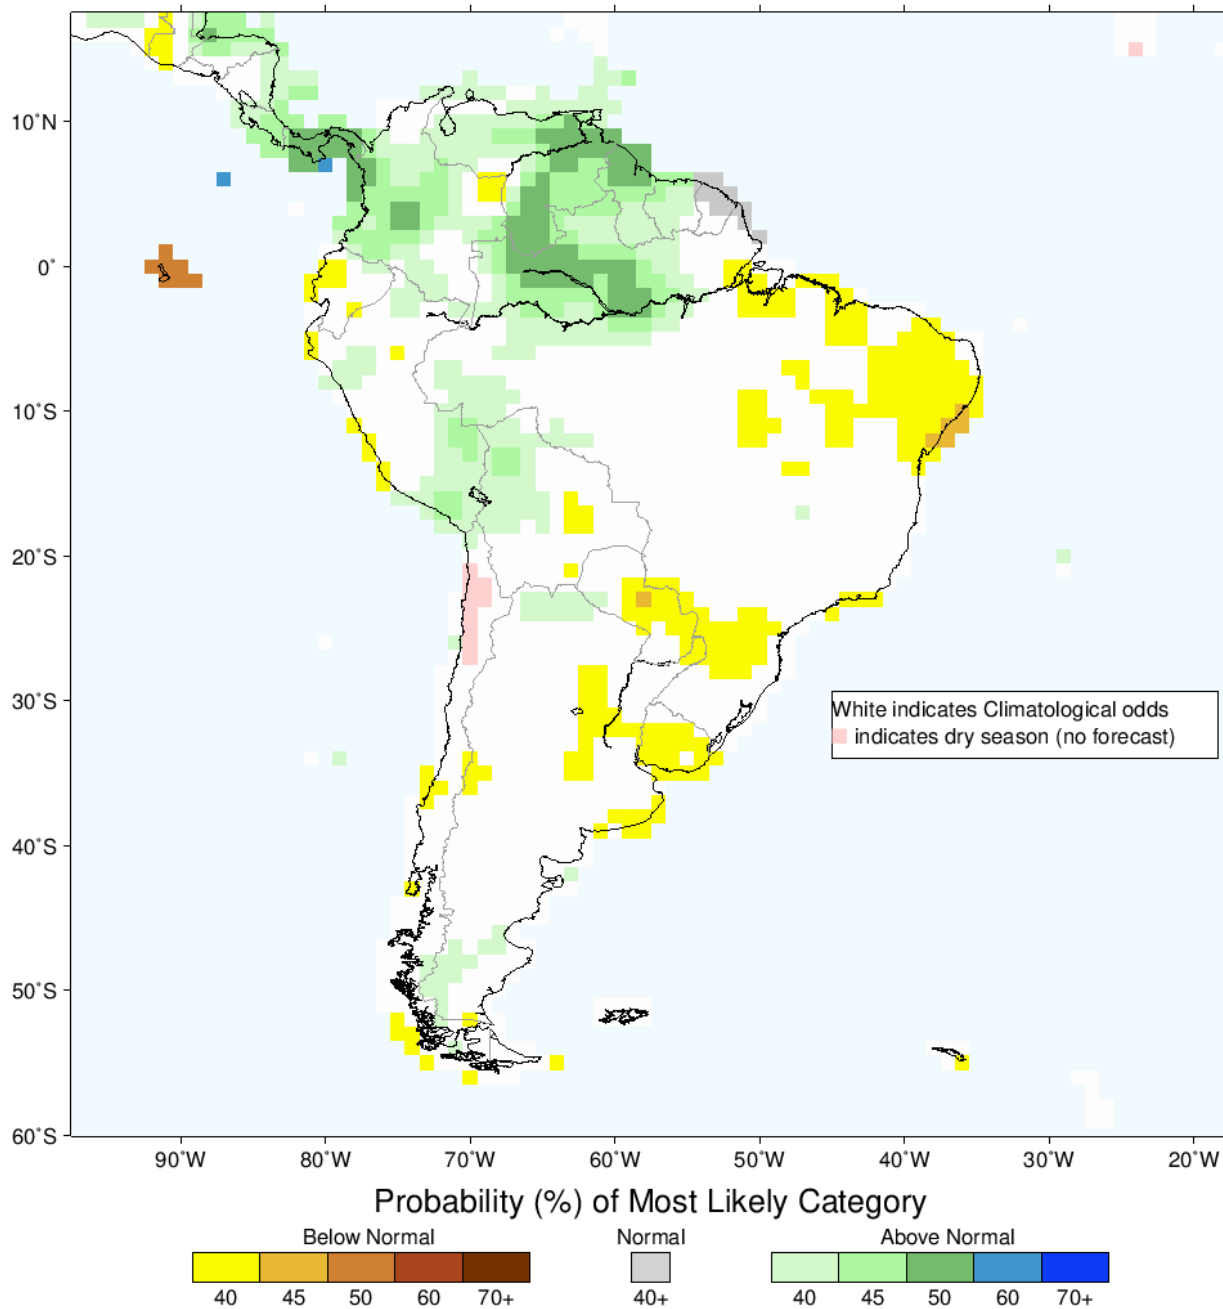 10°N
0°
10°S
20°S
30°S
40°S
50°S
60°S
White indicates Climatological odds
indicates dry season (no forecast)
90°W 80°W 70°W 60°W 50°W 40°W 30°W 20°W
Probability (%) of Most Likely Category
Below Normal Normal Above Normal
40 45 50 60 70+ 40+ 40 45 50 60 70+